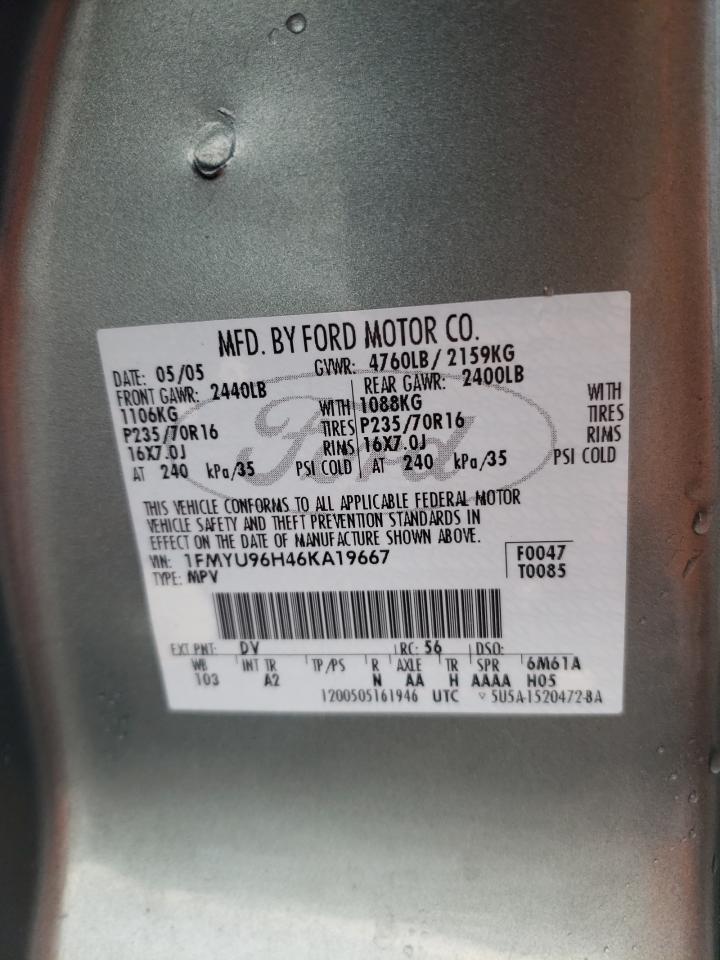 MFD. BY FORD MOTOR CO.
DATE: 05/05 GVWR: 4760LB / 2159KG
FRONT GAWR: 2440LB REAR GAWR: 2400LB
1106KG WITH 1088KG WITH
P235/70R16 TIRES P235/70R16 TIRES
16X7.0J RIMS 16X7.0J RIMS
AT 240 kPa/35 PSI COLD AT 240 kPa/35 PSI COLD
Ford
THIS VEHICLE CONFORMS TO ALL APPLICABLE FEDERAL MOTOR
VEHICLE SAFETY AND THEFT PREVENTION STANDARDS IN
EFFECT ON THE DATE OF MANUFACTURE SHOWN ABOVE.
VIN: 1FMYU96H46KA19667 F0047
TYPE: MPV T0085
EXT PNT: DV RC: 56 DSO:
WB INT TR TP/PS R AXLE TR SPR 6M61A
103 A2 N AA H AAAA H05
1200505161946 UTC 5U5A-1520472-BA